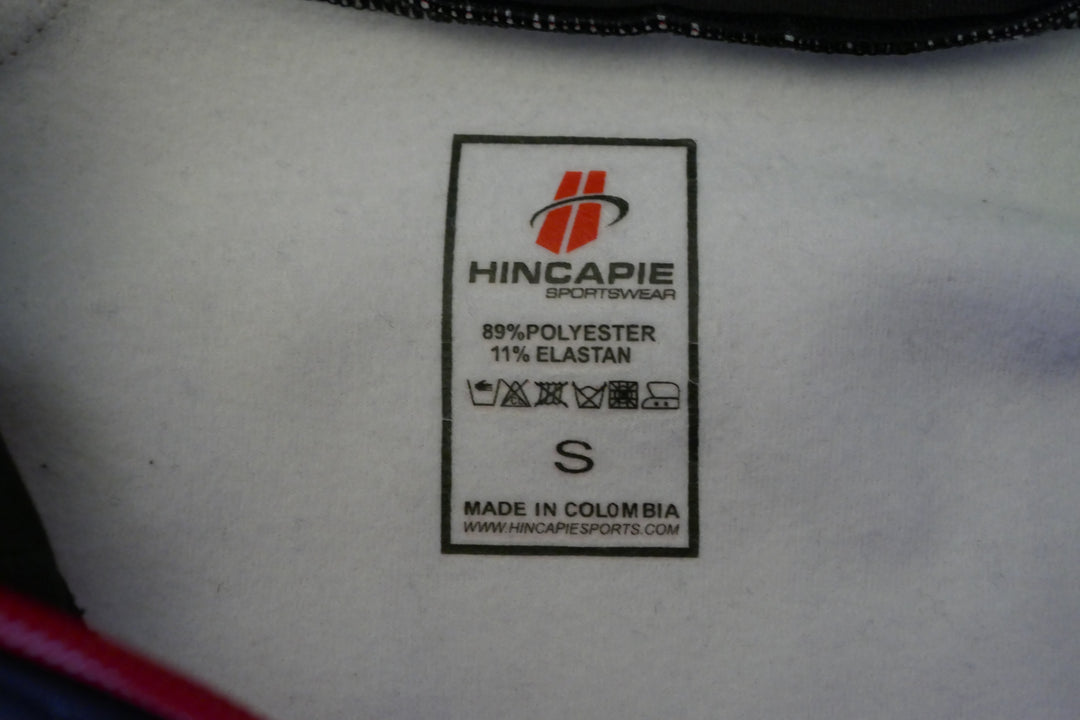 HINCAPIE
SPORTSWEAR
89%POLYESTER
11% ELASTAN
S
MADE IN COLOMBIA
WWW.HINCAPIESPORTS.COM